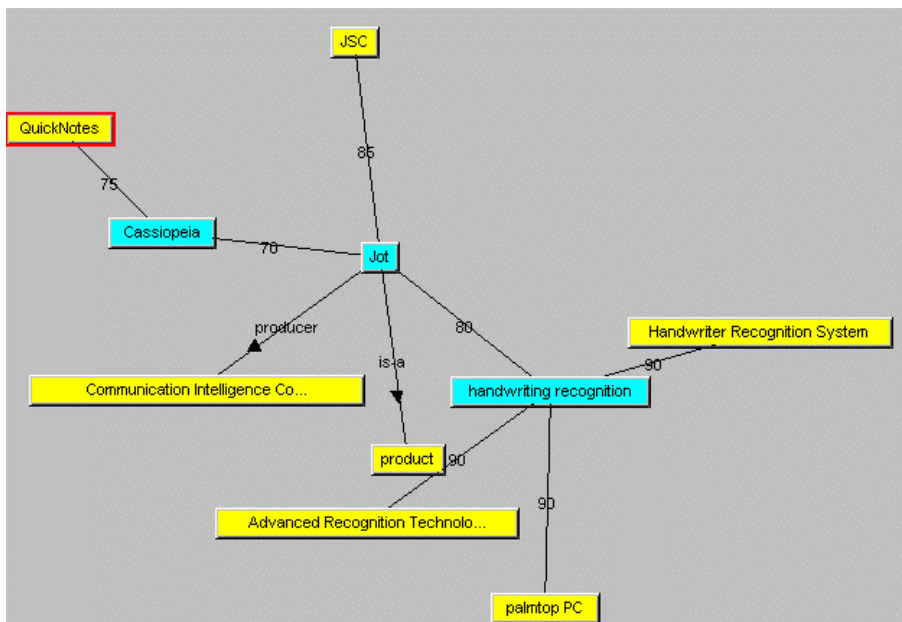 JSC
QuickNotes
85
75
Cassiopeia
70
Jot
producer
80
Handwriter Recognition System
is-a
90
Communication Intelligence Co...
handwriting recognition
product
90
90
Advanced Recognition Technolo...
palmtop PC